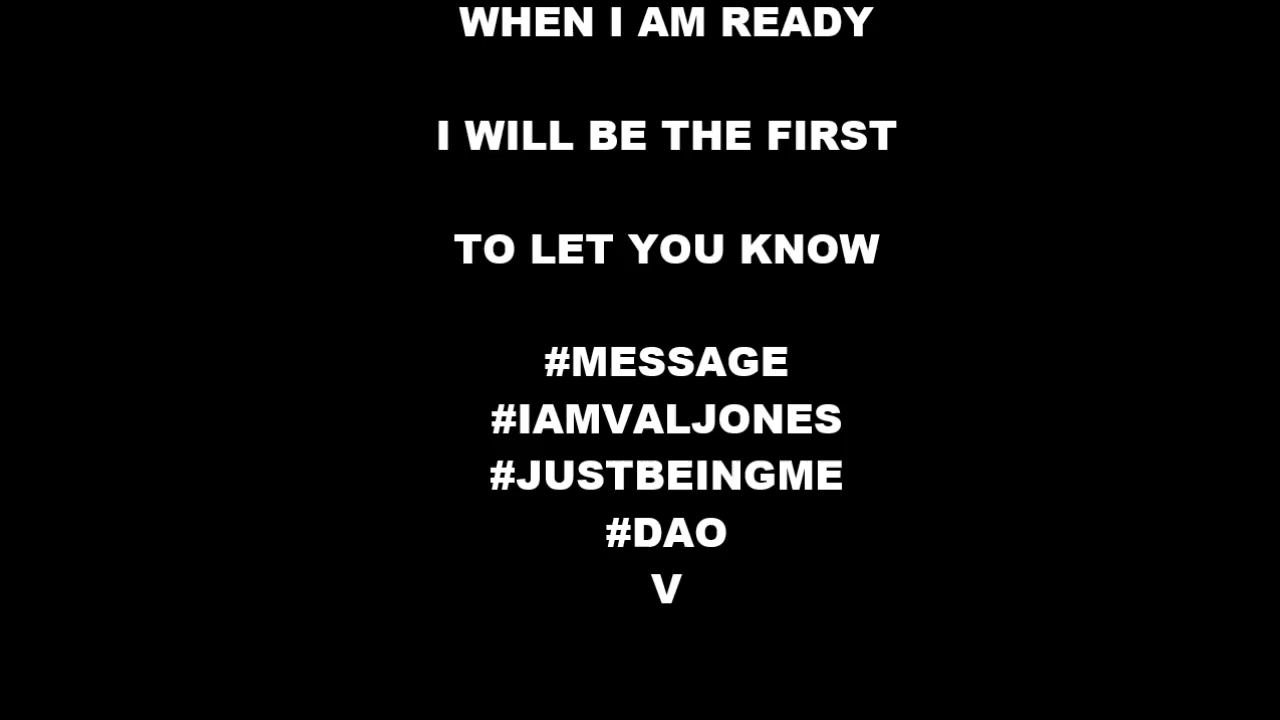 WHEN I AM READY
I WILL BE THE FIRST
TO LET YOU KNOW
#MESSAGE
#IAMVALJONES
#JUSTBEINGME
#DAO
V